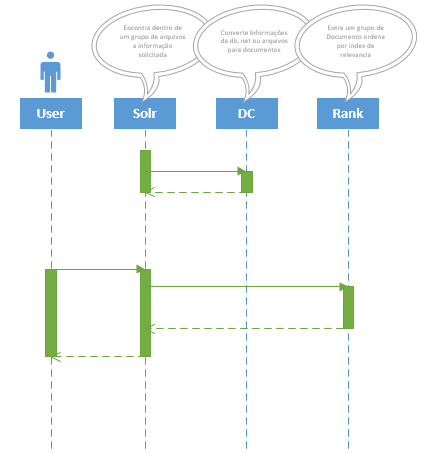 Encontra dentro de
um grupo de arquivos
a informação
solicitada
Converte Informações
da db, net ou arquivos
para documentos
Entre um grupo de
Documento ordena
por index de
relevancia
User
Solr
DC
Rank